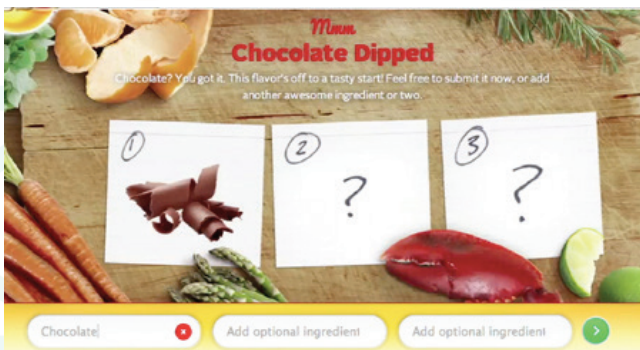 Mmm
Chocolate Dipped
Chocolate? You got it. This flavor's off to a tasty start! Feel free to submit it now, or add
another awesome ingredient or two.
1
2
3
?
?
Chocolate
x
Add optional ingredient
Add optional ingredient
>